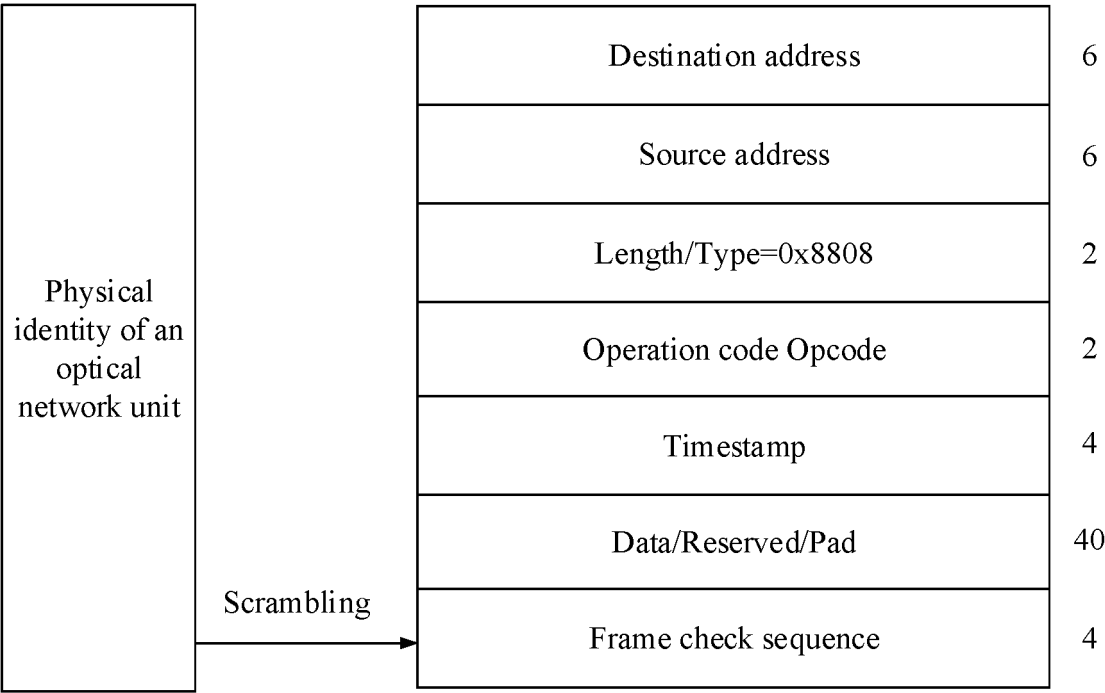 Physical
identity of an
optical
network unit
Scrambling
Destination address 6
Source address 6
Length/Type=0x8808 2
Operation code Opcode 2
Timestamp 4
Data/Reserved/Pad 40
Frame check sequence 4